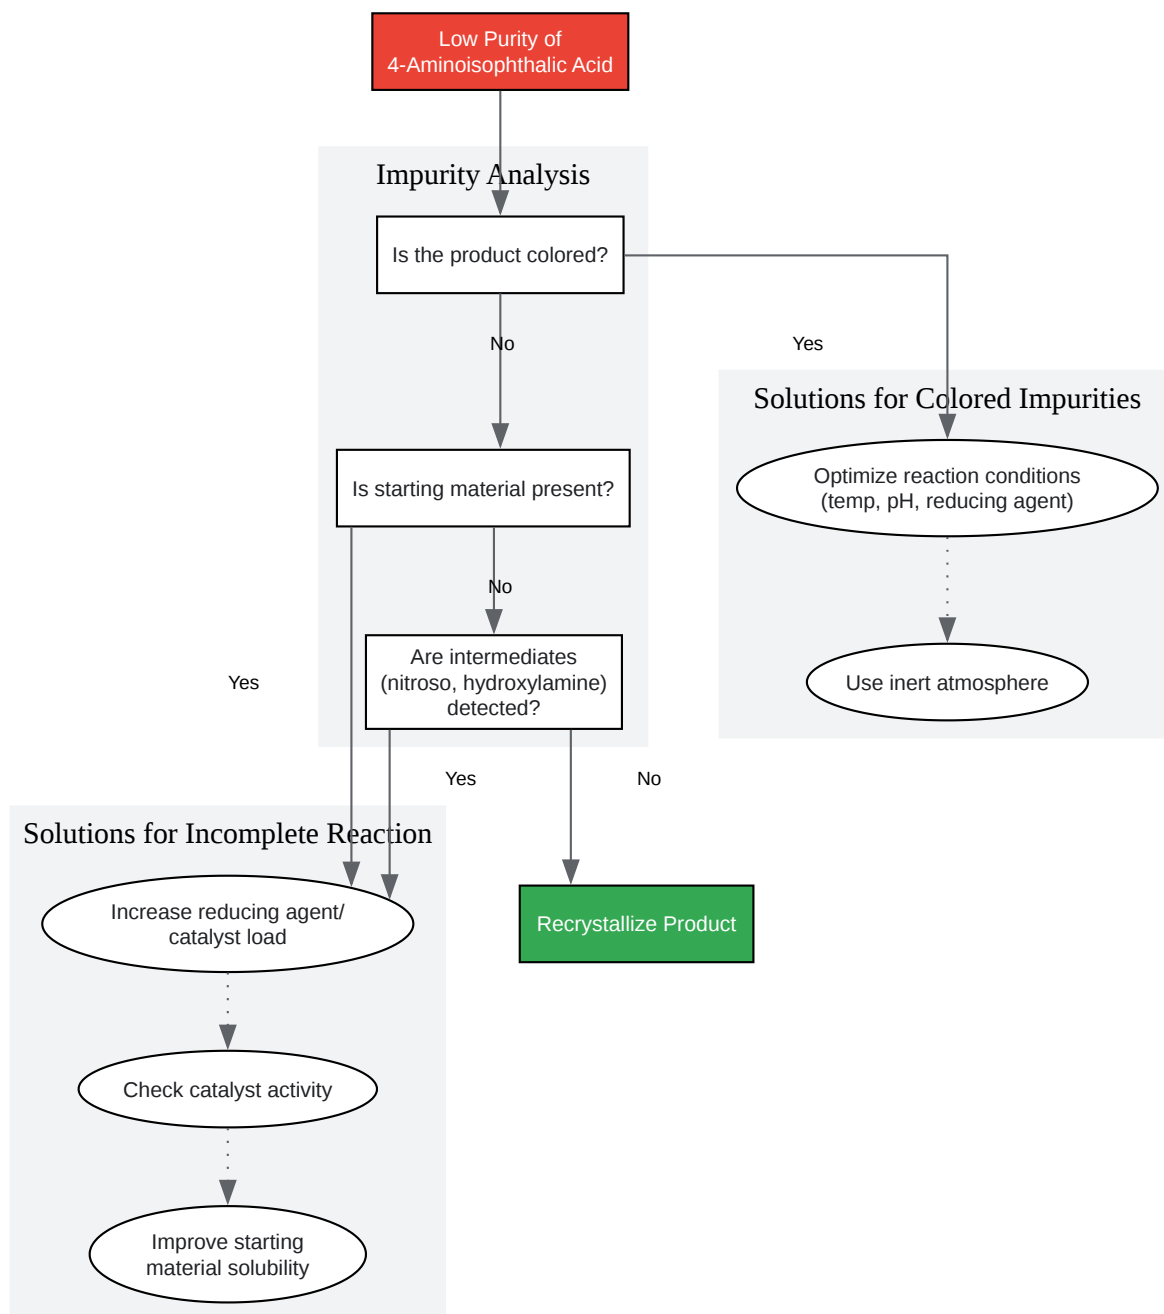 Low Purity of
4-Aminoisophthalic Acid
Impurity Analysis
Is the product colored?
No
Yes
Solutions for Colored Impurities
Optimize reaction conditions
(temp, pH, reducing agent)
Is starting material present?
No
Use inert atmosphere
Are intermediates
(nitroso, hydroxylamine)
detected?
Yes
Yes
No
Solutions for Incomplete Reaction
Increase reducing agent/
catalyst load
Recrystallize Product
Check catalyst activity
Improve starting
material solubility